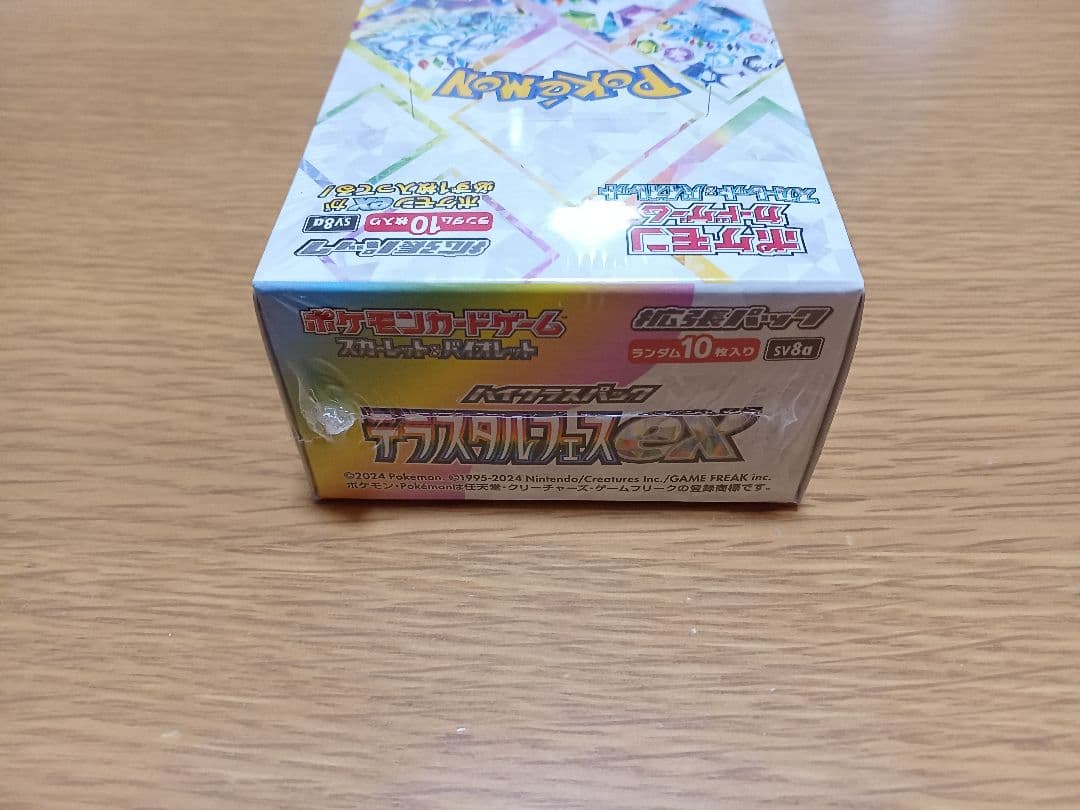 POKéMON
ポケモン
カードゲーム
スカーレット&バイオレット
ポケモンexが
必ず1枚入ってる!
拡張パック
ランダム10枚入り sv8a
ポケモンカードゲーム
スカーレット&バイオレット
拡張パック
ランダム10枚入り sv8a
ハイクラスパック
テラスタルフェスex
©2024 Pokémon. ©1995-2024 Nintendo/Creatures Inc./GAME FREAK inc.
ポケモン・Pokémonは任天堂・クリーチャーズ・ゲームフリークの登録商標です。